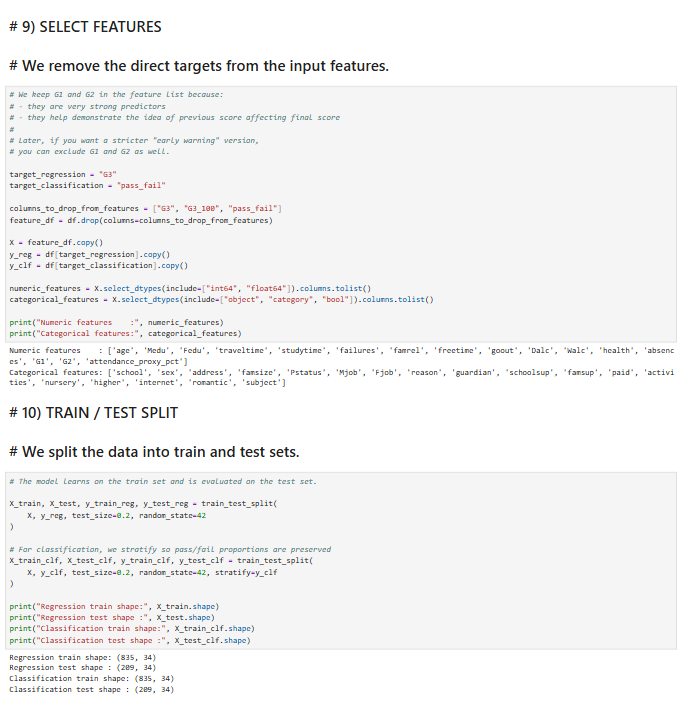 # 9) SELECT FEATURES
# We remove the direct targets from the input features.
# We keep G1 and G2 in the feature list because:
# - they are very strong predictors
# - they help demonstrate the idea of previous score affecting final score
#
# Later, if you want a stricter "early warning" version,
# you can exclude G1 and G2 as well.
target_regression = "G3"
target_classification = "pass_fail"
columns_to_drop_from_features = ["G3", "G3_100", "pass_fail"]
feature_df = df.drop(columns=columns_to_drop_from_features)
X = feature_df.copy()
y_reg = df[target_regression].copy()
y_clf = df[target_classification].copy()
numeric_features = X.select_dtypes(include=["int64", "float64"]).columns.tolist()
categorical_features = X.select_dtypes(include=["object", "category", "bool"]).columns.tolist()
print("Numeric features    :", numeric_features)
print("Categorical features:", categorical_features)
Numeric features    : ['age', 'Medu', 'Fedu', 'traveltime', 'studytime', 'failures', 'famrel', 'freetime', 'goout', 'Dalc', 'Walc', 'health', 'absenc
es', 'G1', 'G2', 'attendance_proxy_pct']
Categorical features: ['school', 'sex', 'address', 'famsize', 'Pstatus', 'Mjob', 'Fjob', 'reason', 'guardian', 'schoolsup', 'famsup', 'paid', 'activi
ties', 'nursery', 'higher', 'internet', 'romantic', 'subject']
# 10) TRAIN / TEST SPLIT
# We split the data into train and test sets.
# The model learns on the train set and is evaluated on the test set.
X_train, X_test, y_train_reg, y_test_reg = train_test_split(
    X, y_reg, test_size=0.2, random_state=42
)
# For classification, we stratify so pass/fail proportions are preserved
X_train_clf, X_test_clf, y_train_clf, y_test_clf = train_test_split(
    X, y_clf, test_size=0.2, random_state=42, stratify=y_clf
)
print("Regression train shape:", X_train.shape)
print("Regression test shape :", X_test.shape)
print("Classification train shape:", X_train_clf.shape)
print("Classification test shape :", X_test_clf.shape)
Regression train shape: (835, 34)
Regression test shape : (209, 34)
Classification train shape: (835, 34)
Classification test shape : (209, 34)